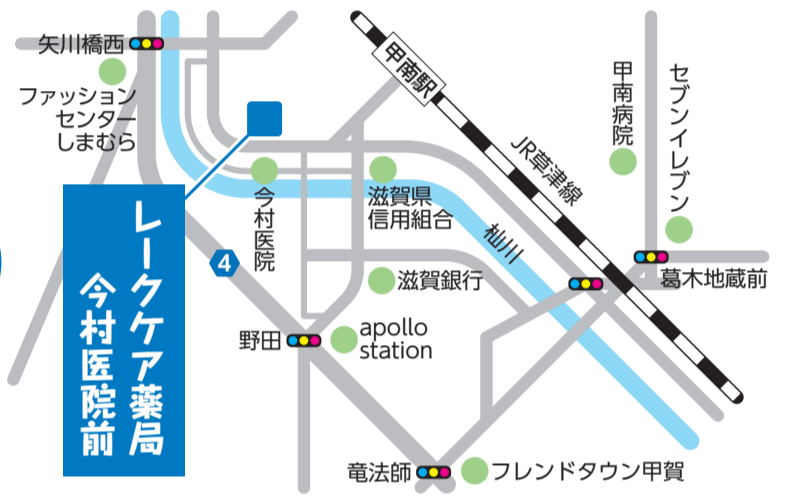 矢川橋西
ファッション
センター
しまむら
甲南駅
JR草津線
甲南病院
セブンイレブン
今村医院
滋賀県
信用組合
杣川
レークケア薬局
今村医院前
4
滋賀銀行
葛木地蔵前
野田
apollo
station
竜法師
フレンドタウン甲賀